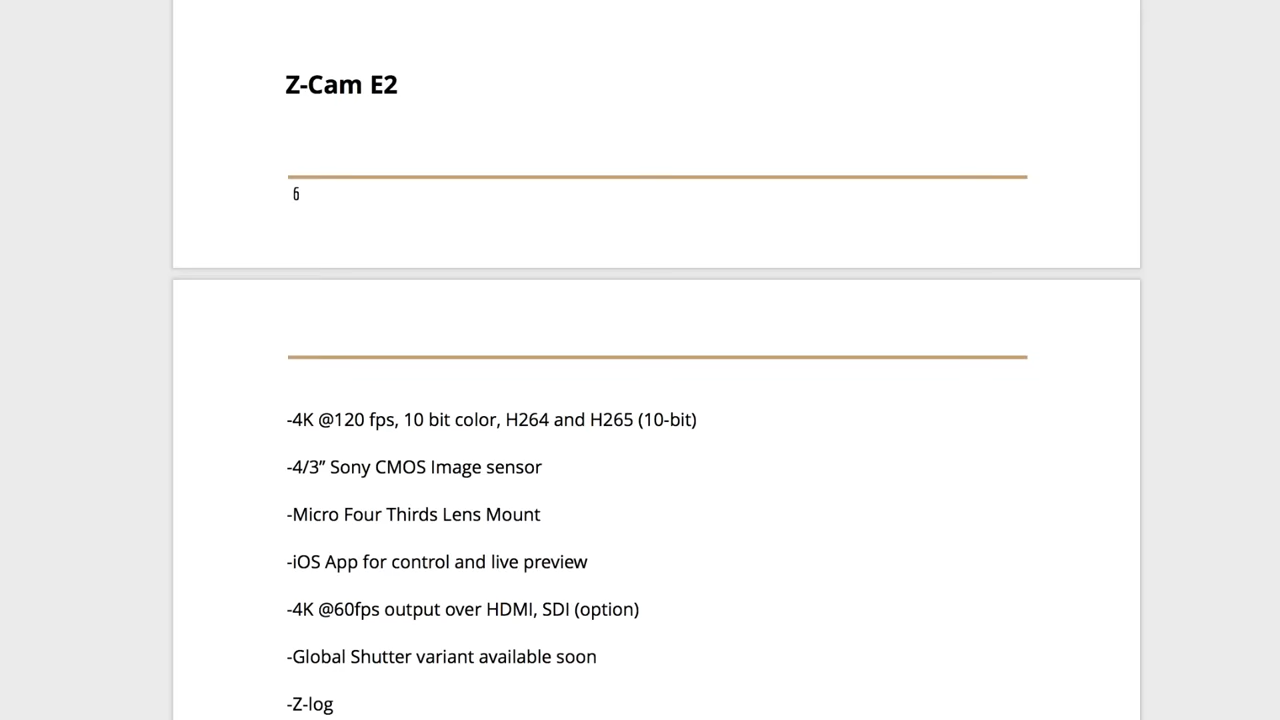 Z-Cam E2
6
-4K @120 fps, 10 bit color, H264 and H265 (10-bit)
-4/3” Sony CMOS Image sensor
-Micro Four Thirds Lens Mount
-iOS App for control and live preview
-4K @60fps output over HDMI, SDI (option)
-Global Shutter variant available soon
-Z-log